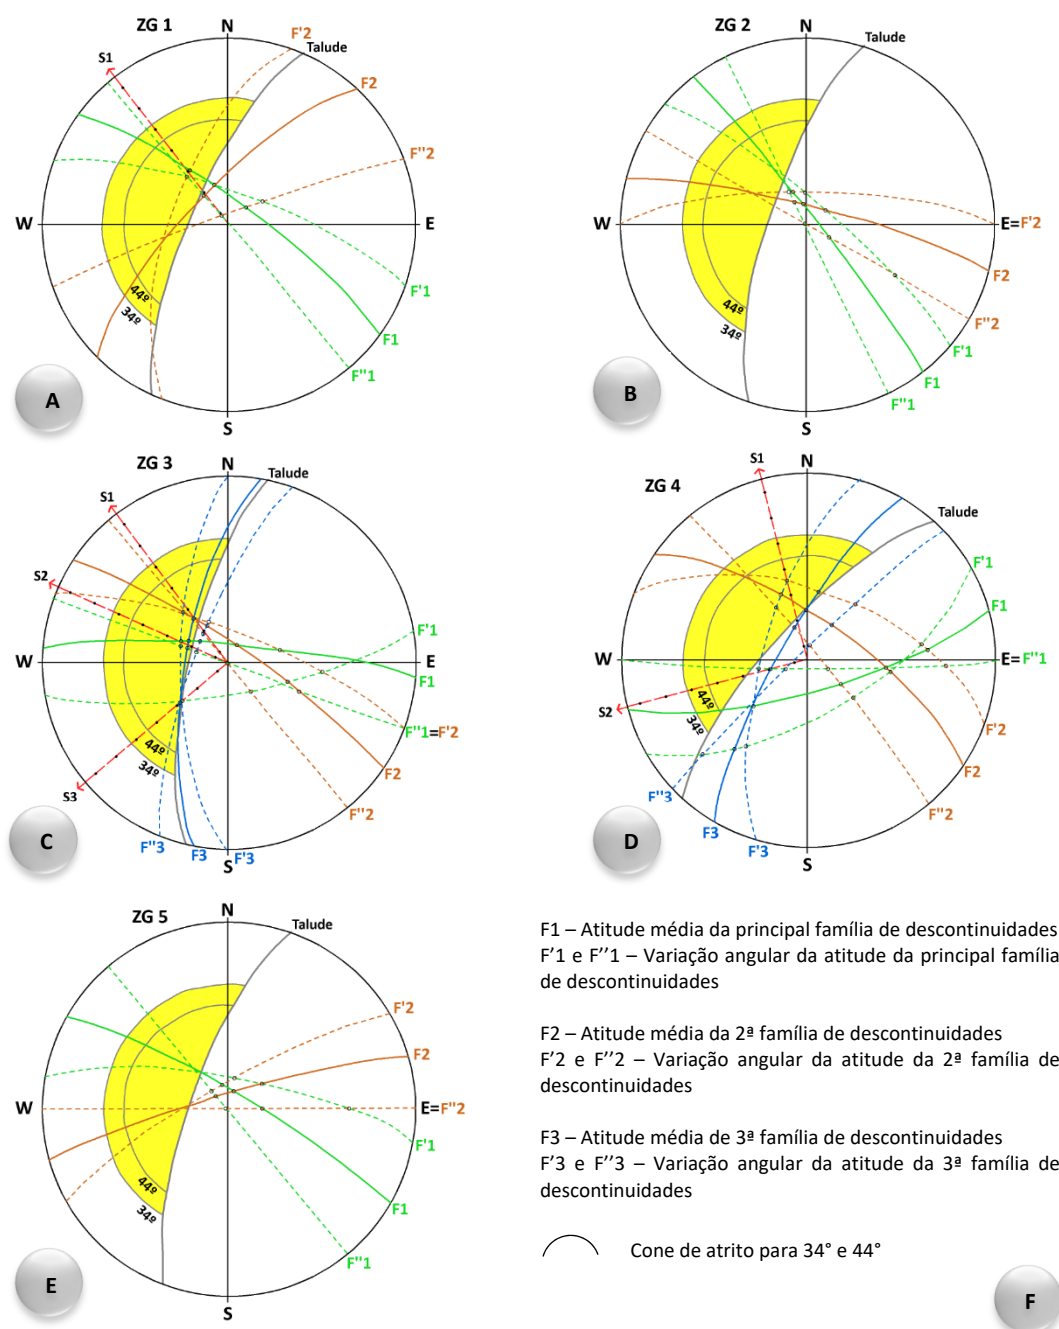 ZG 1
N
F'2
Talude
S1
F2
F''2
W
E
44º
34º
F'1
F1
F''1
A
S
ZG 2
N
Talude
W
E=F'2
F2
44º
34º
F''2
F'1
F1
F''1
B
S
ZG 3
N
Talude
S1
S2
F'1
W
E
F1
F''1=F'2
44º
34º
F2
S3
F''2
C
F''3
F3
F'3
S
S1
N
ZG 4
Talude
F'1
F1
W
E=F''1
S2
44º
34º
F'2
F2
F''3
F''2
F3
D
F'3
S
ZG 5
N
Talude
F'2
F2
W
E=F''2
F'1
44º
34º
F1
F''1
E
S
F1 – Atitude média da principal família de descontinuidades
F'1 e F''1 – Variação angular da atitude da principal família
de descontinuidades
F2 – Atitude média da 2ª família de descontinuidades
F'2 e F''2 – Variação angular da atitude da 2ª família de
descontinuidades
F3 – Atitude média de 3ª família de descontinuidades
F'3 e F''3 – Variação angular da atitude da 3ª família de
descontinuidades
Cone de atrito para 34° e 44°
F